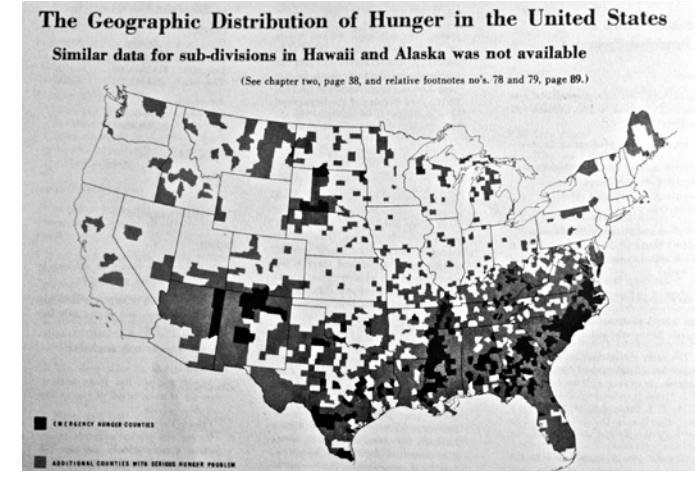 The Geographic Distribution of Hunger in the United States
Similar data for sub-divisions in Hawaii and Alaska was not available
(See chapter two, page 38, and relative footnotes no's. 78 and 79, page 89.)
EMERGENCY HUNGER COUNTIES
ADDITIONAL COUNTIES WITH SERIOUS HUNGER PROBLEM